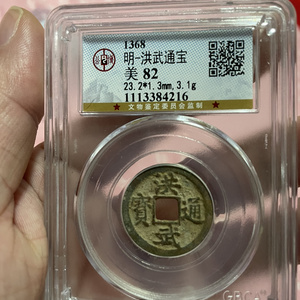 1368
明-洪武通宝
美 82
23.2*1.3mm,3.1g
文物鉴定委员会监制
1113384216
洪武通寶